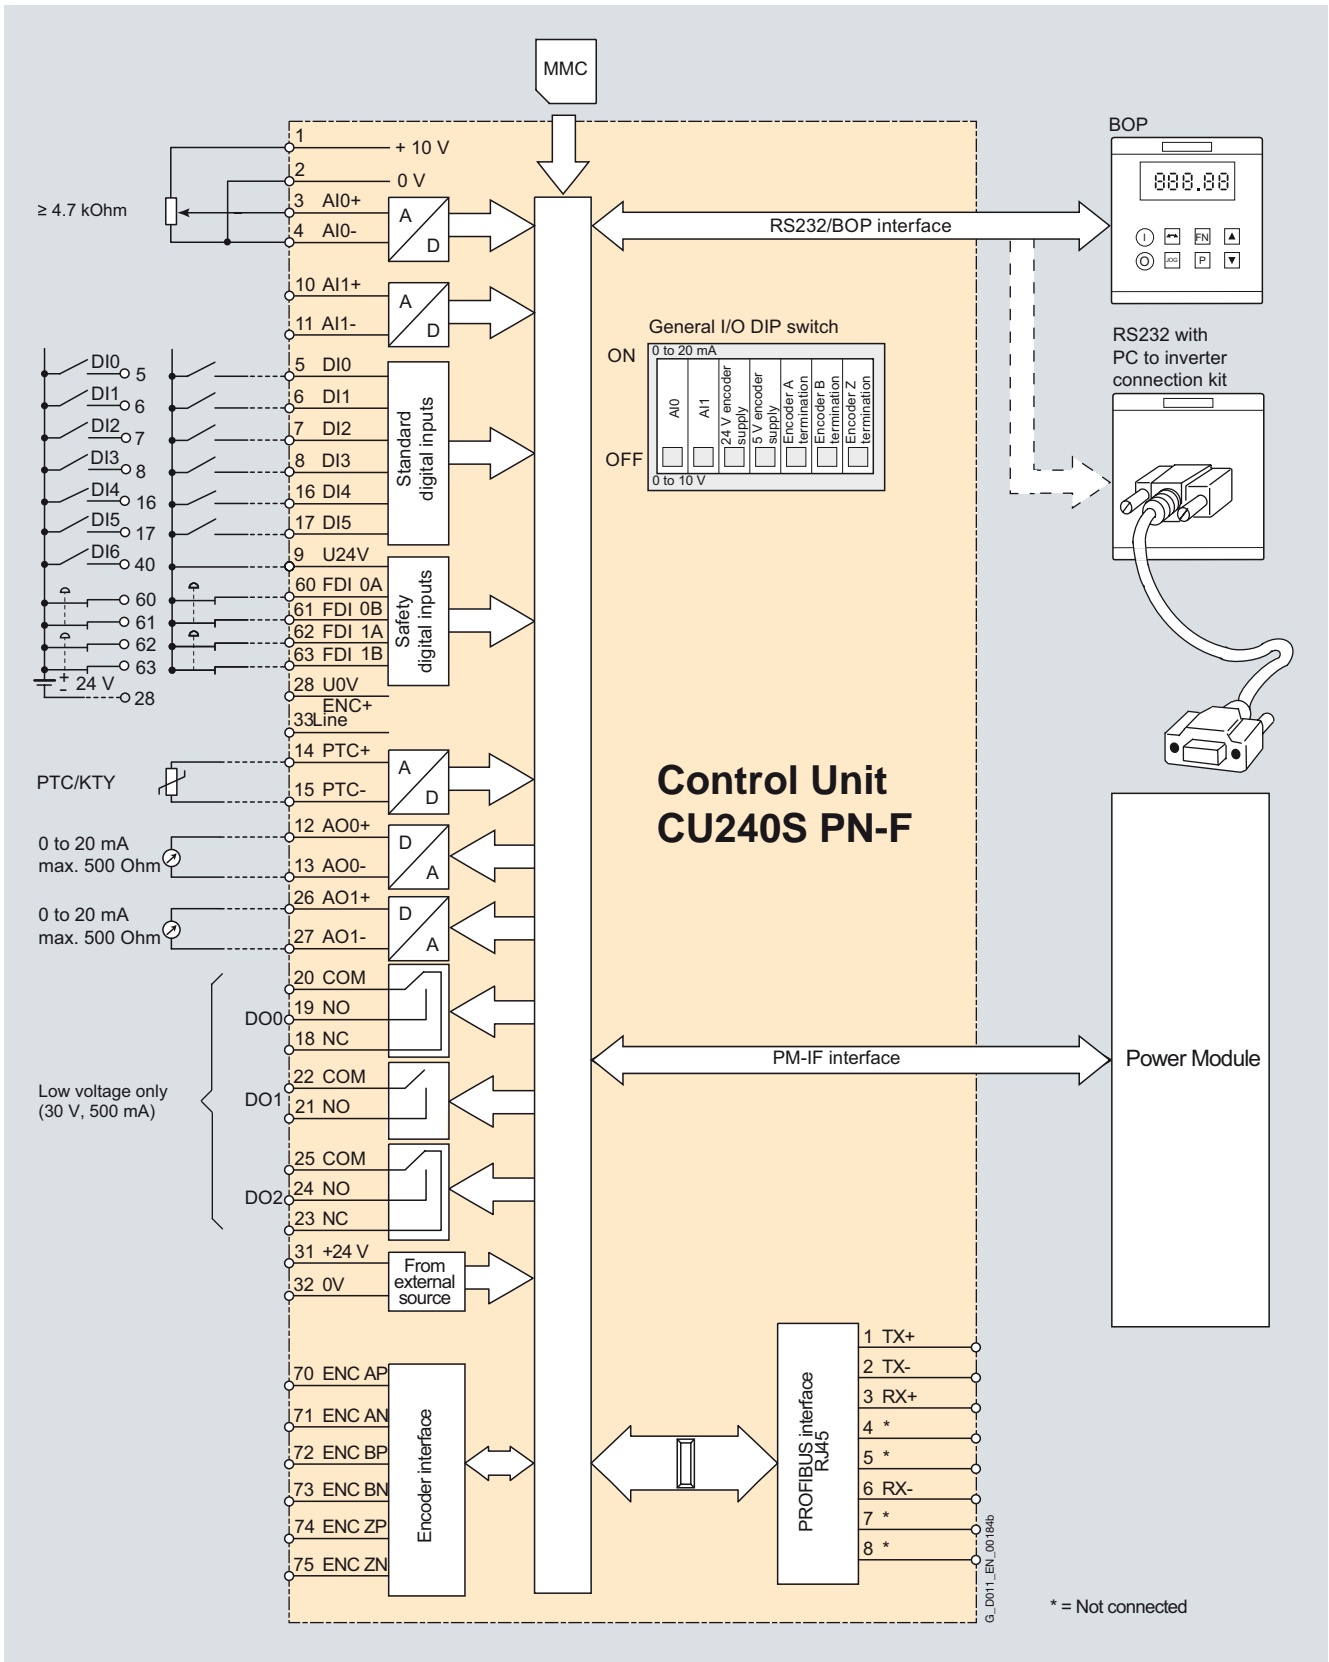 MMC
BOP
888.88
I
FN
O
JOG
P
1
+ 10 V
2
0 V
≥ 4.7 kOhm
3 AI0+
4 AI0-
A
D
RS232/BOP interface
10 AI1+
11 AI1-
A
D
General I/O DIP switch
ON
0 to 20 mA
AI0
AI1
24 V encoder supply
5 V encoder supply
Encoder A termination
Encoder B termination
Encoder Z termination
OFF
0 to 10 V
RS232 with
PC to inverter
connection kit
DI0 5
DI1 6
DI2 7
DI3 8
DI4 16
DI5 17
DI6 40
60
61
62
63
+
-
24 V
28
5 DI0
6 DI1
7 DI2
8 DI3
16 DI4
17 DI5
Standard
digital inputs
9 U24V
60 FDI 0A
61 FDI 0B
62 FDI 1A
63 FDI 1B
Safety
digital inputs
28 U0V
ENC+
33 Line
PTC/KTY
14 PTC+
15 PTC-
A
D
0 to 20 mA
max. 500 Ohm
12 AO0+
13 AO0-
D
A
0 to 20 mA
max. 500 Ohm
26 AO1+
27 AO1-
D
A
Control Unit
CU240S PN-F
Low voltage only
(30 V, 500 mA)
DO0
20 COM
19 NO
18 NC
DO1
22 COM
21 NO
DO2
25 COM
24 NO
23 NC
PM-IF interface
Power Module
31 +24 V
32 0V
From
external
source
70 ENC AP
71 ENC AN
72 ENC BP
73 ENC BN
74 ENC ZP
75 ENC ZN
Encoder interface
PROFIBUS interface
RJ45
1 TX+
2 TX-
3 RX+
4 *
5 *
6 RX-
7 *
8 *
G_D011_EN_00184b
* = Not connected